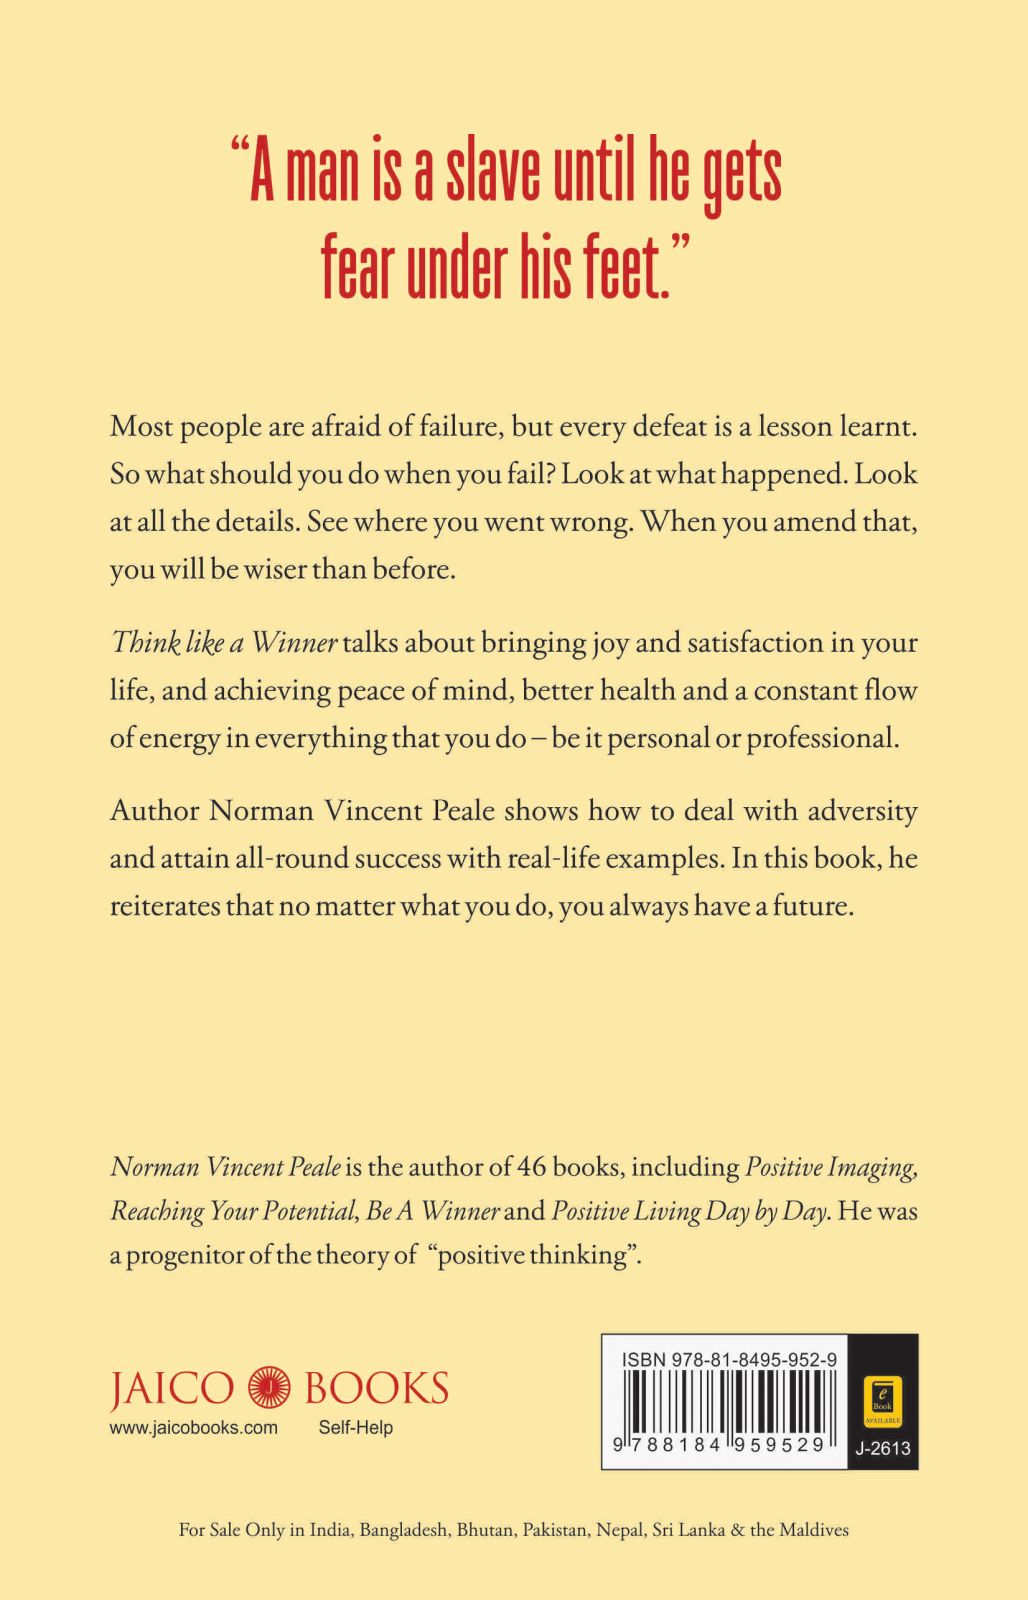 “A man is a slave until he gets
fear under his feet.”
Most people are afraid of failure, but every defeat is a lesson learnt.
So what should you do when you fail? Look at what happened. Look
at all the details. See where you went wrong. When you amend that,
you will be wiser than before.
Think like a Winner talks about bringing joy and satisfaction in your
life, and achieving peace of mind, better health and a constant flow
of energy in everything that you do – be it personal or professional.
Author Norman Vincent Peale shows how to deal with adversity
and attain all-round success with real-life examples. In this book, he
reiterates that no matter what you do, you always have a future.
Norman Vincent Peale is the author of 46 books, including Positive Imaging,
Reaching Your Potential, Be A Winner and Positive Living Day by Day. He was
a progenitor of the theory of “positive thinking”.
JAICO J BOOKS
www.jaicobooks.com Self-Help
ISBN 978-81-8495-952-9
9 788184 959529
e
Book
AVAILABLE
J-2613
For Sale Only in India, Bangladesh, Bhutan, Pakistan, Nepal, Sri Lanka & the Maldives